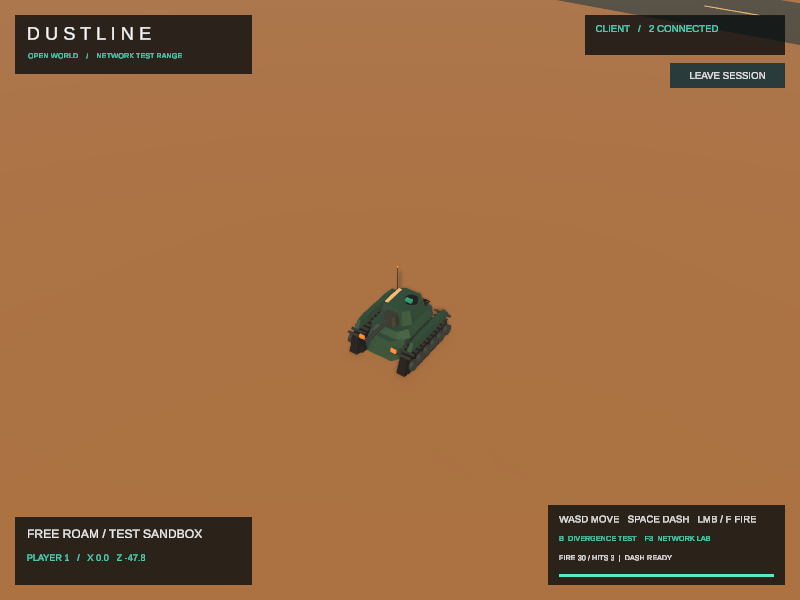 DUSTLINE
OPEN WORLD / NETWORK TEST RANGE
CLIENT / 2 CONNECTED
LEAVE SESSION
FREE ROAM / TEST SANDBOX
PLAYER 1 / X 0.0 Z -47.8
WASD MOVE SPACE DASH LMB / F FIRE
B DIVERGENCE TEST F3 NETWORK LAB
FIRE 30 / HITS 3 | DASH READY